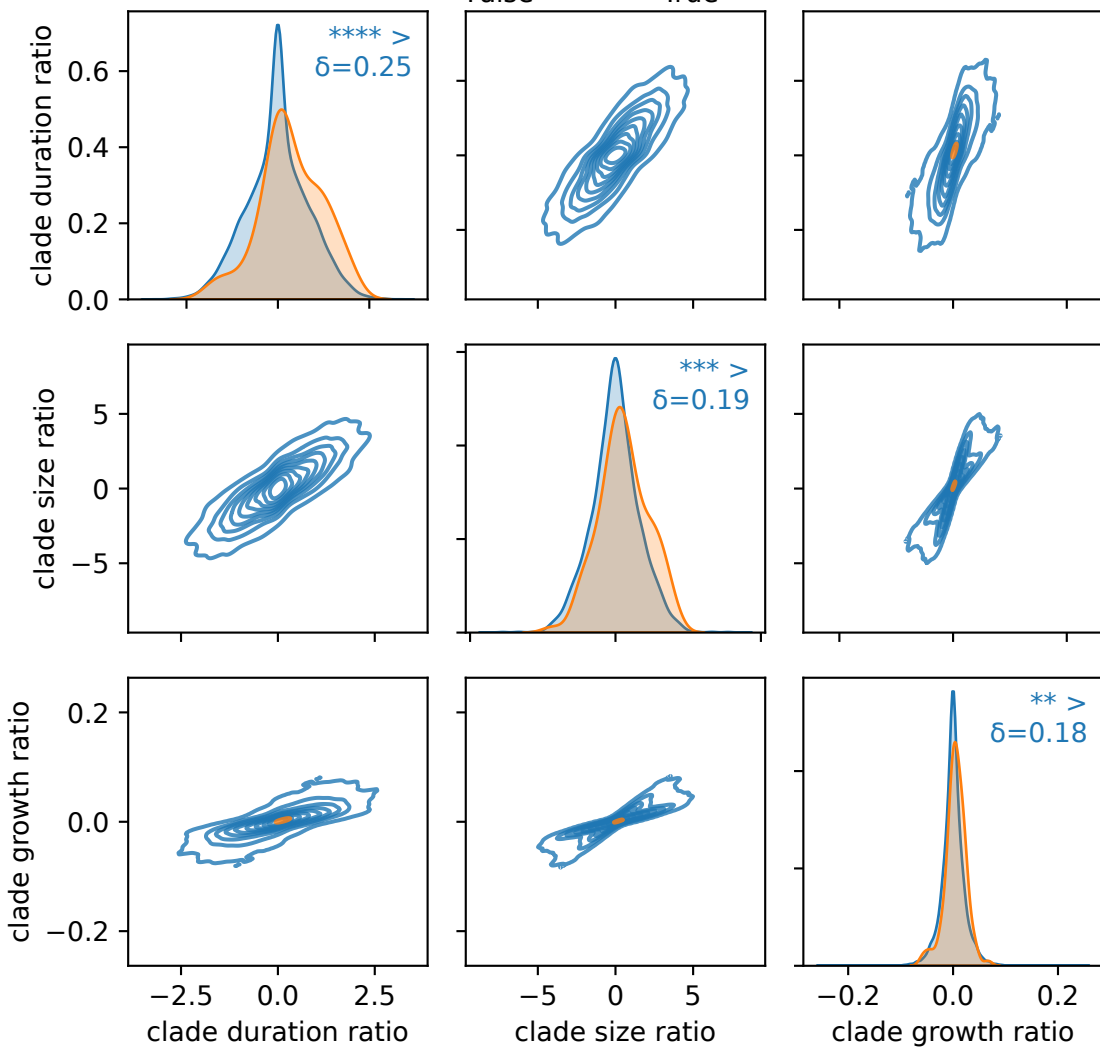 **** >
δ=0.25
clade duration ratio
0.6
0.4
0.2
0.0
*** >
δ=0.19
clade size ratio
5
0
−5
** >
δ=0.18
clade growth ratio
0.2
0.0
−0.2
−2.5 0.0 2.5
−5 0 5
−0.2 0.0 0.2
clade duration ratio
clade size ratio
clade growth ratio